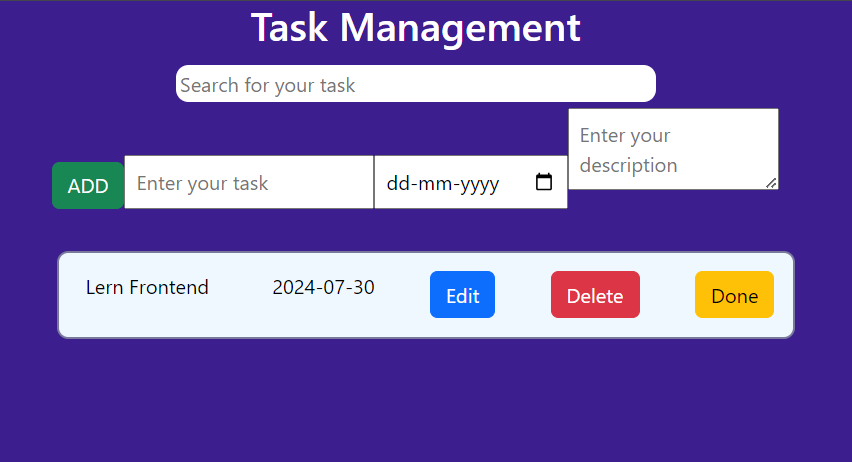 Task Management
Search for your task
ADD
Enter your task
dd-mm-yyyy
Enter your
description
Lern Frontend
2024-07-30
Edit
Delete
Done